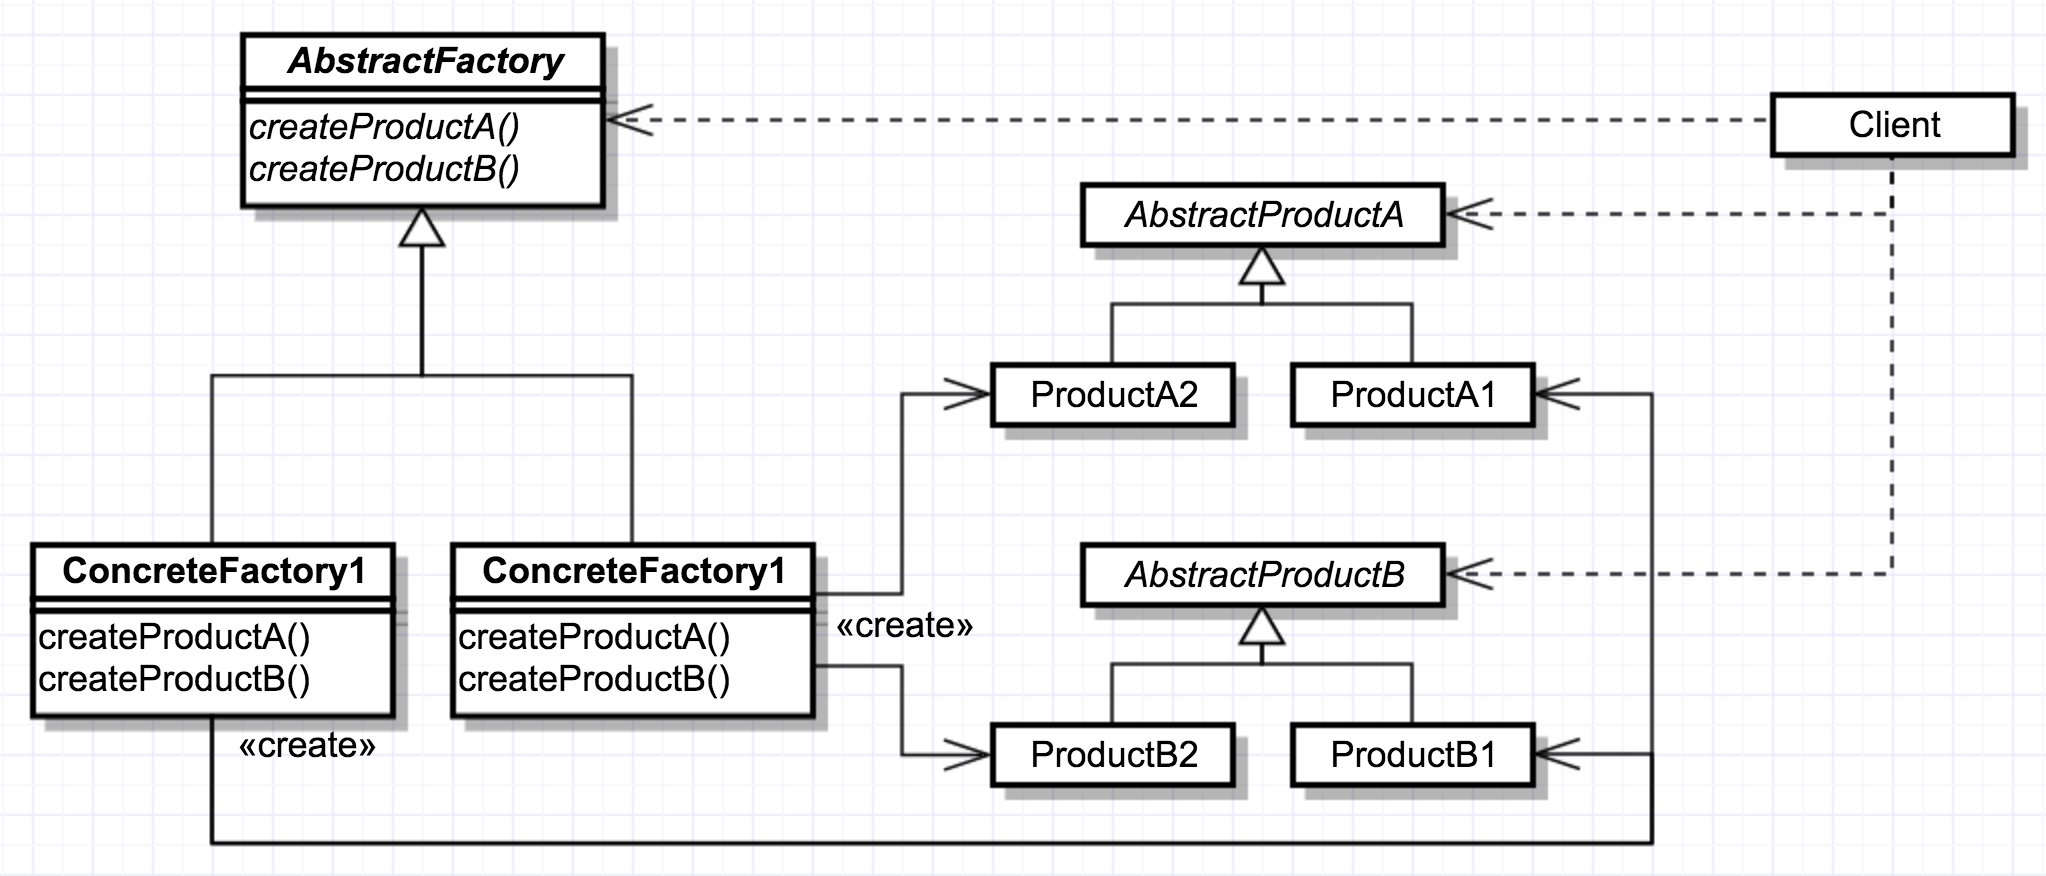 AbstractFactory
createProductA()
createProductB()
Client
AbstractProductA
ProductA2
ProductA1
ConcreteFactory1
createProductA()
createProductB()
«create»
ConcreteFactory1
createProductA()
createProductB()
«create»
AbstractProductB
ProductB2
ProductB1